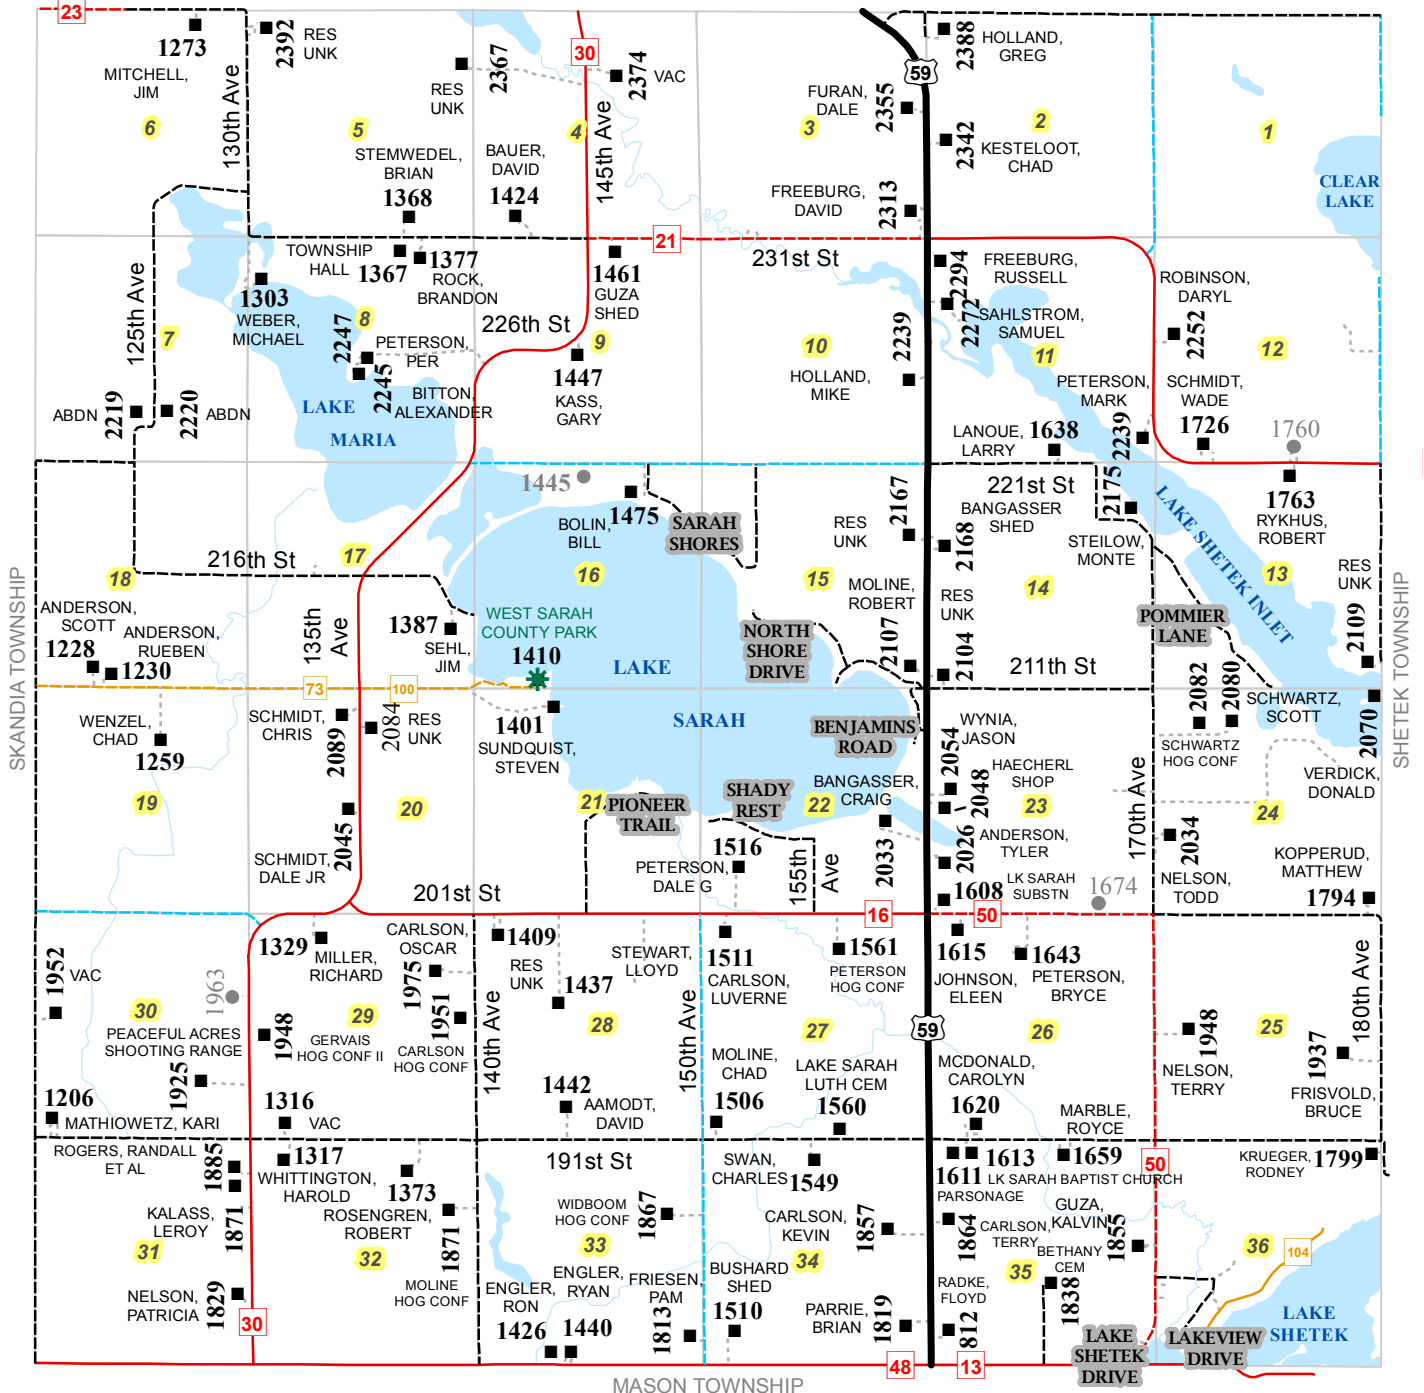 23
1273
MITCHELL,
JIM
6
130th Ave
2392
RES
UNK
RES
UNK
2367
30
2374
VAC
145th Ave
5
4
STEMWEDEL,
BRIAN
1368
BAUER,
DAVID
1424
59
2388
HOLLAND,
GREG
FURAN,
DALE
2355
3
2342
2
KESTELOOT,
CHAD
1
FREEBURG,
DAVID
2313
CLEAR
LAKE
21
231st St
TOWNSHIP
HALL
1367
1377
ROCK,
BRANDON
1461
GUZA
SHED
125th Ave
1303
WEBER,
MICHAEL
7
8
2247
PETERSON,
PER
2245
BITTON,
ALEXANDER
226th St
9
1447
KASS,
GARY
ABDN
2219
2220
ABDN
LAKE
MARIA
10
HOLLAND,
MIKE
2239
2294
FREEBURG,
RUSSELL
2272
SAHLSTROM,
SAMUEL
11
PETERSON,
MARK
2239
LANOUE,
LARRY
1638
ROBINSON,
DARYL
2252
12
SCHMIDT,
WADE
1726
1760
1763
RYKHUS,
ROBERT
1445
1475
BOLIN,
BILL
SARAH
SHORES
16
216th St
17
18
RES
UNK
2167
2168
221st St
BANGASSER
SHED
2175
STEILOW,
MONTE
LAKE SHETEK INLET
13
RES
UNK
2109
14
15
MOLINE,
ROBERT
2107
RES
UNK
2104
211th St
POMMIER
LANE
SKANDIA TOWNSHIP
SHETEK TOWNSHIP
ANDERSON,
SCOTT
1228
ANDERSON,
RUEBEN
1230
135th
Ave
1387
SEHL,
JIM
WEST SARAH
COUNTY PARK
1410
LAKE
SARAH
NORTH
SHORE
DRIVE
73
100
WENZEL,
CHAD
1259
SCHMIDT,
CHRIS
2089
2084
RES
UNK
1401
SUNDQUIST,
STEVEN
BENJAMINS
ROAD
WYNIA,
JASON
2054
2082
2080
SCHWARTZ,
SCOTT
2070
SCHWARTZ
HOG CONF
VERDICK,
DONALD
HAECHERL
SHOP
2048
19
20
21
PIONEER
TRAIL
SHADY
REST
BANGASSER,
CRAIG
22
23
24
2033
2026
ANDERSON,
TYLER
170th Ave
2034
NELSON,
TODD
KOPPERUD,
MATTHEW
1794
SCHMIDT,
DALE JR
2045
201st St
PETERSON,
DALE G
1516
155th
Ave
1608
LK SARAH
SUBSTN
1674
16
50
1952
VAC
1963
1329
MILLER,
RICHARD
CARLSON,
OSCAR
1975
1409
RES
UNK
1437
STEWART,
LLOYD
1511
CARLSON,
LUVERNE
1561
PETERSON
HOG CONF
1615
JOHNSON,
ELEEN
1643
PETERSON,
BRYCE
180th Ave
30
PEACEFUL ACRES
SHOOTING RANGE
1948
29
GERVAIS
HOG CONF II
1951
CARLSON
HOG CONF
140th Ave
28
150th Ave
27
59
26
1948
NELSON,
TERRY
25
1937
FRISVOLD,
BRUCE
1925
1206
MATHIOWETZ, KARI
1316
VAC
1442
AAMODT,
DAVID
MOLINE,
CHAD
1506
LAKE SARAH
LUTH CEM
1560
MCDONALD,
CAROLYN
1620
MARBLE,
ROYCE
ROGERS, RANDALL
ET AL
1885
1317
WHITTINGTON,
HAROLD
1373
ROSENGREN,
ROBERT
191st St
SWAN,
CHARLES
1549
1611
1613
PARSONAGE
LK SARAH BAPTIST CHURCH
1659
50
KRUEGER,
RODNEY
1799
KALASS,
LEROY
1871
31
32
1871
MOLINE
HOG CONF
WIDBOOM
HOG CONF
1867
33
CARLSON,
KEVIN
1857
34
1864
CARLSON,
TERRY
GUZA,
KALVIN
1855
BETHANY
CEM
35
1838
36
104
NELSON,
PATRICIA
1829
30
ENGLER,
RON
1426
ENGLER,
RYAN
1440
FRIESEN,
PAM
1813
BUSHARD
SHED
1510
PARRIE,
BRIAN
1819
RADKE,
FLOYD
812
LAKE
SHETEK
DRIVE
LAKEVIEW
DRIVE
LAKE
SHETEK
48
13
MASON TOWNSHIP